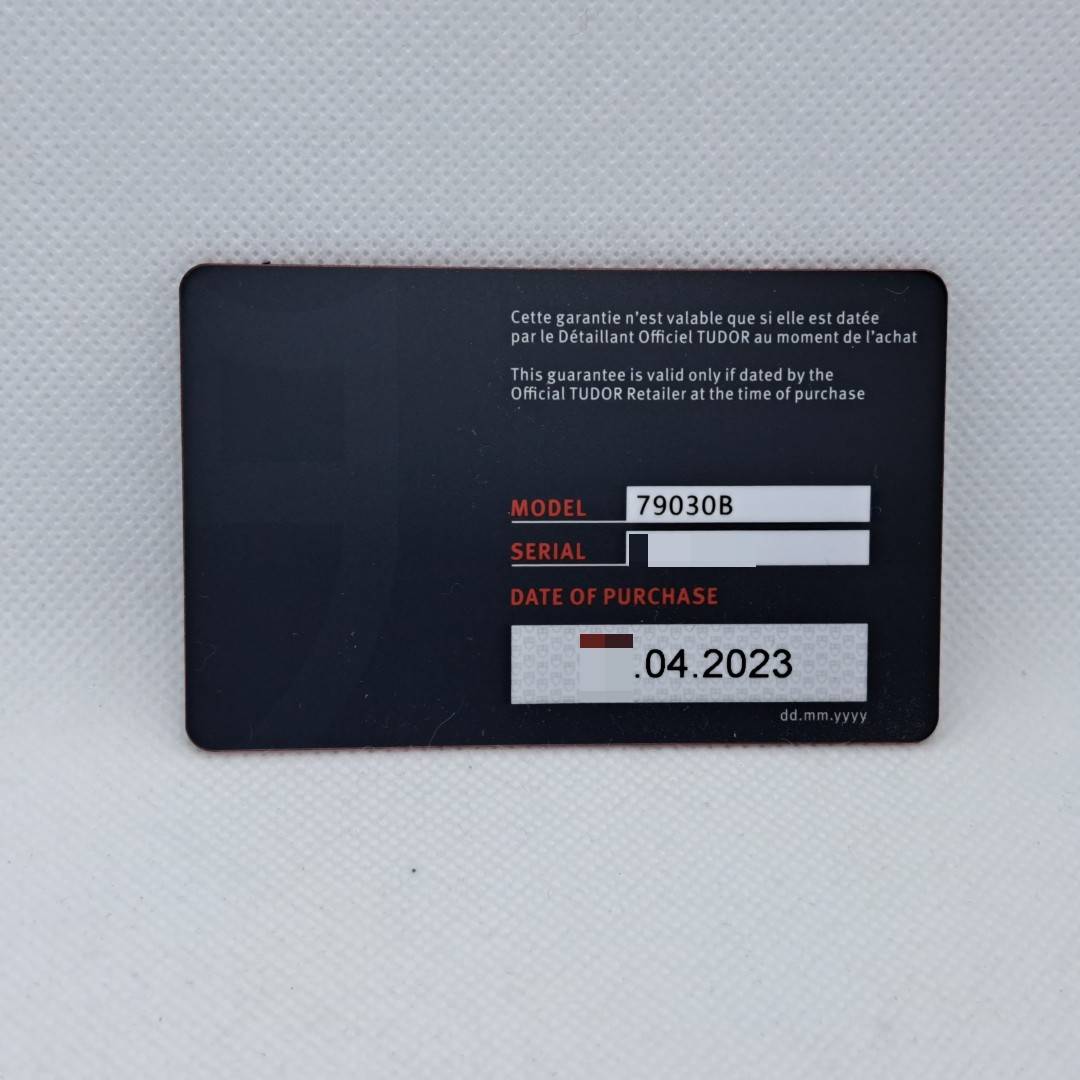 Cette garantie n'est valable que si elle est datée
par le Détaillant Officiel TUDOR au moment de l'achat
This guarantee is valid only if dated by the
Official TUDOR Retailer at the time of purchase
MODEL 79030B
SERIAL
DATE OF PURCHASE
.04.2023
dd.mm.yyyy